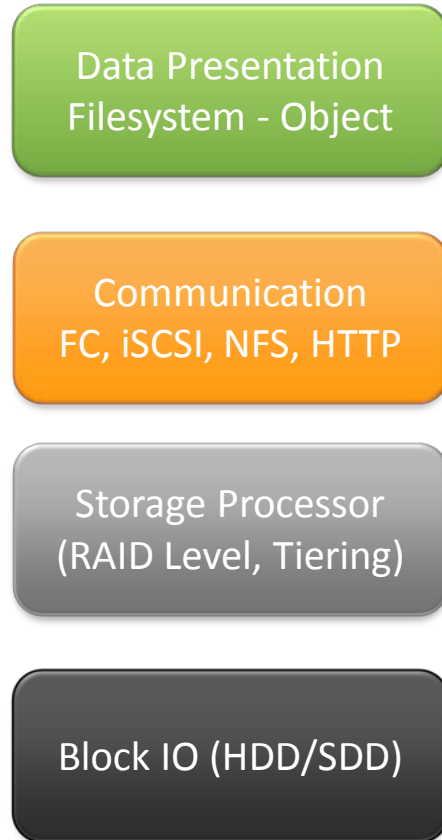 Data Presentation
Filesystem - Object
Communication
FC, iSCSI, NFS, HTTP
Storage Processor
(RAID Level, Tiering)
Block IO (HDD/SDD)